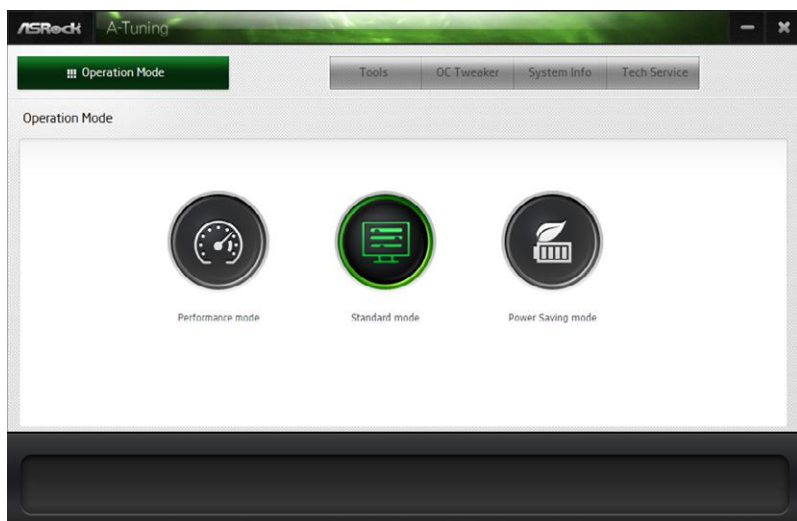 ASRock A-Tuning
Operation Mode Tools OC Tweaker System Info Tech Service
Operation Mode
Performance mode Standard mode Power Saving mode